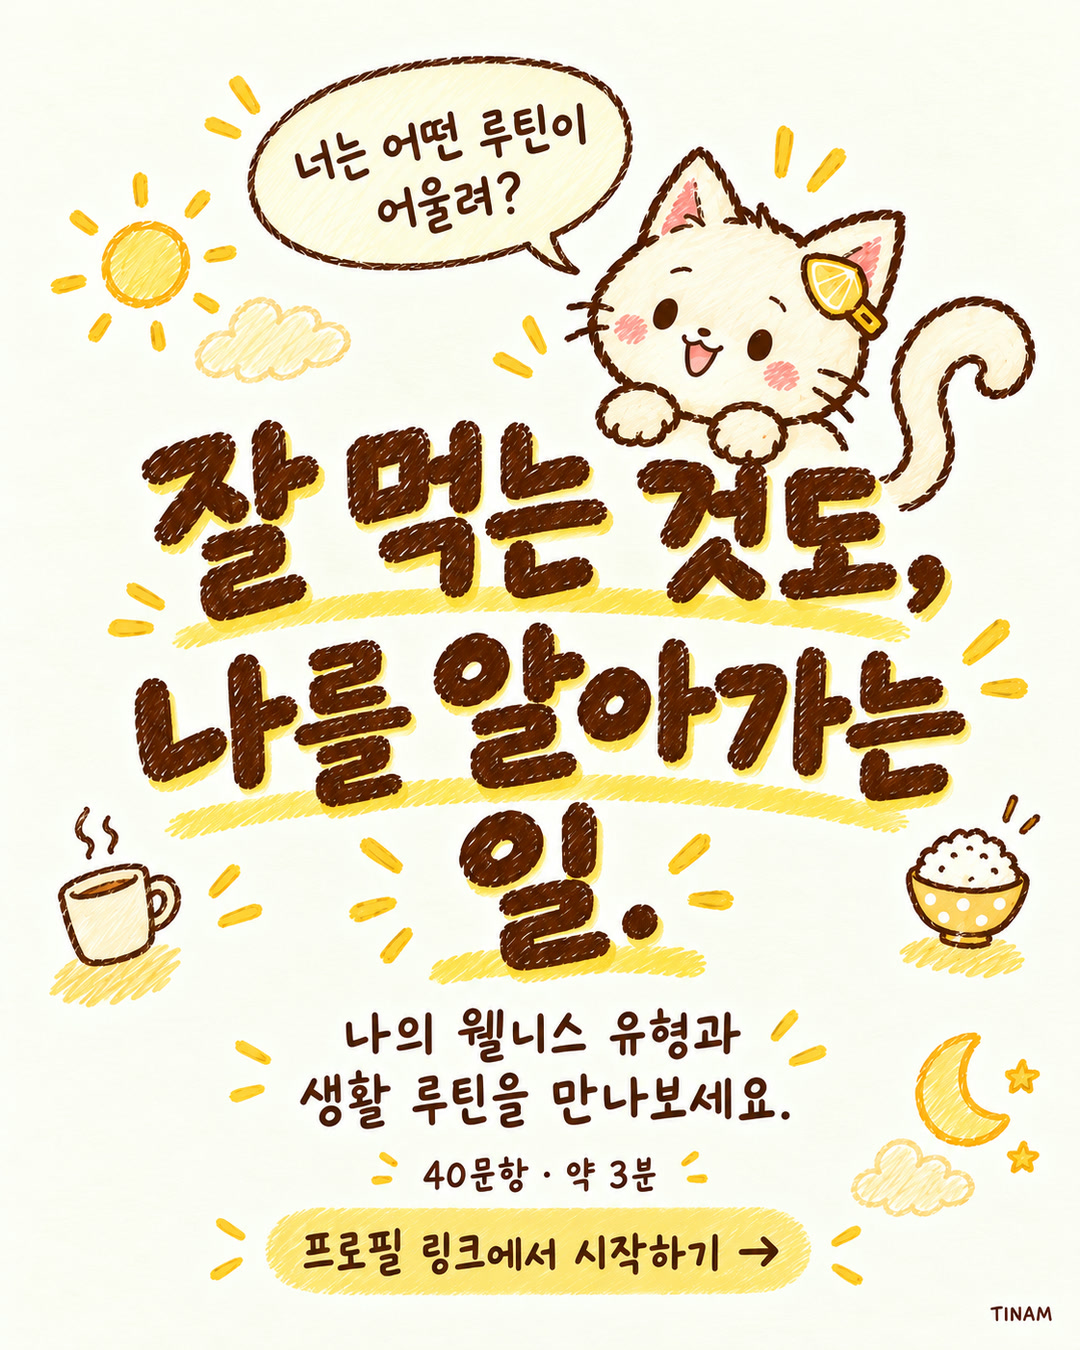 너는 어떤 루틴이
어울려?
잘 먹는 것도,
나를 알아가는
일.
나의 웰니스 유형과
생활 루틴을 만나보세요.
40문항 · 약 3분
프로필 링크에서 시작하기 →
TINAM